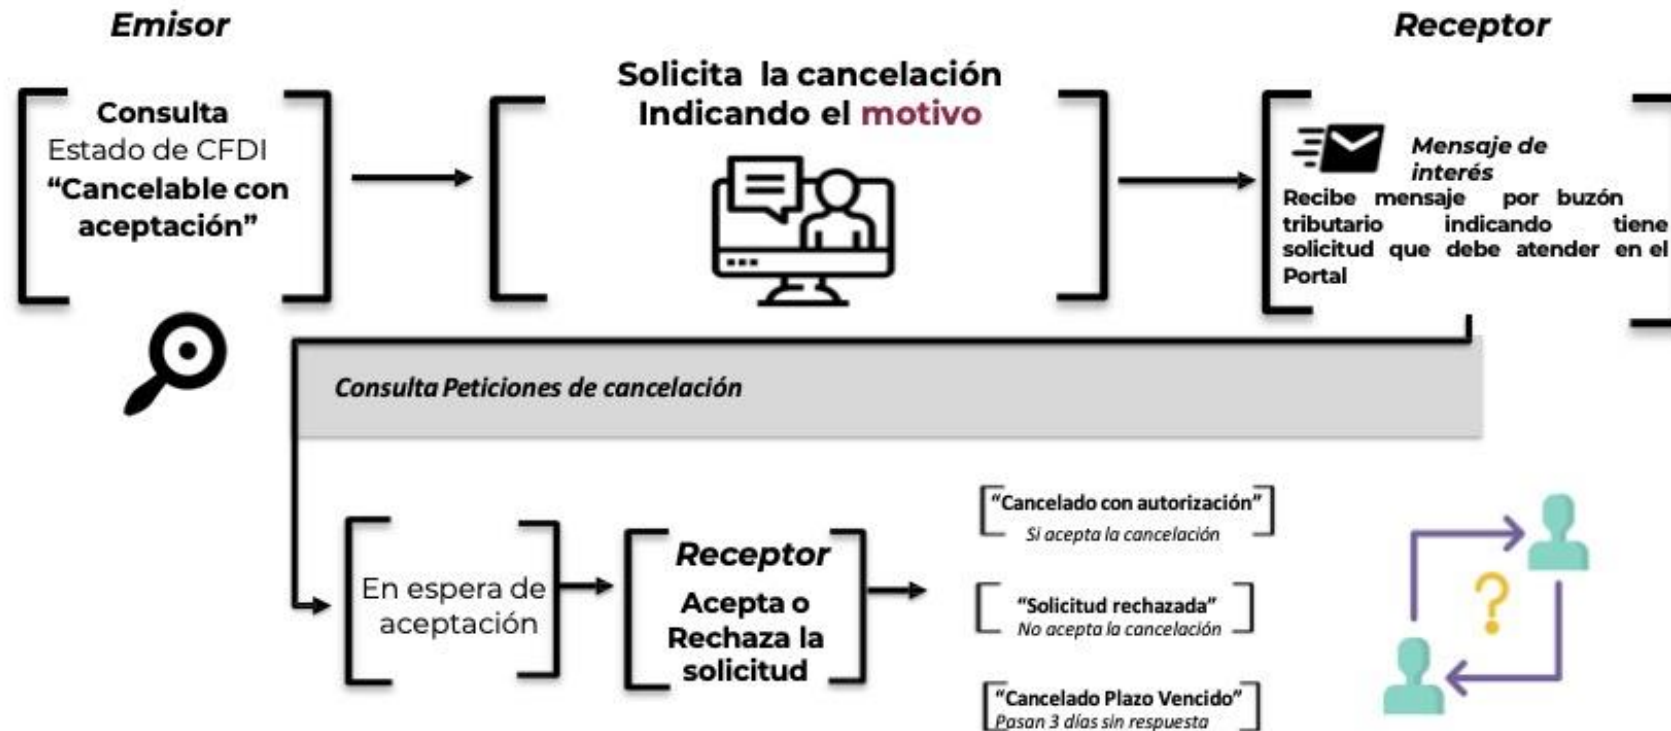 Emisor
Receptor
Consulta
Estado de CFDI
“Cancelable con
aceptación”
Solicita la cancelación
Indicando el motivo
Mensaje de
interés
Recibe mensaje por buzón
tributario indicando tiene
solicitud que debe atender en el
Portal
Consulta Peticiones de cancelación
En espera de
aceptación
Receptor
Acepta o
Rechaza la
solicitud
“Cancelado con autorización”
Si acepta la cancelación
“Solicitud rechazada”
No acepta la cancelación
“Cancelado Plazo Vencido”
Pasan 3 días sin respuesta
?